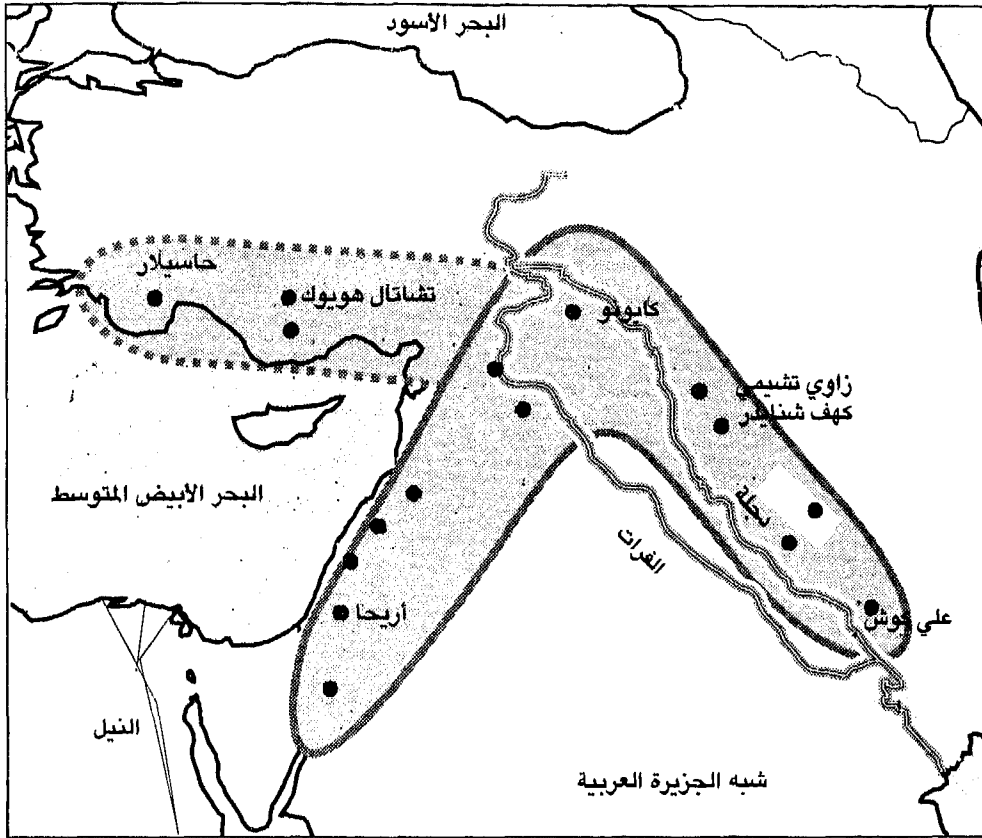 البحر الأسود
حاسيلار
تشاتال هويوك
كايونو
زاوي تشيمي
كهف شنايدر
البحر الأبيض المتوسط
دجلة
الفرات
أريحا
علي كوش
النيل
شبه الجزيرة العربية